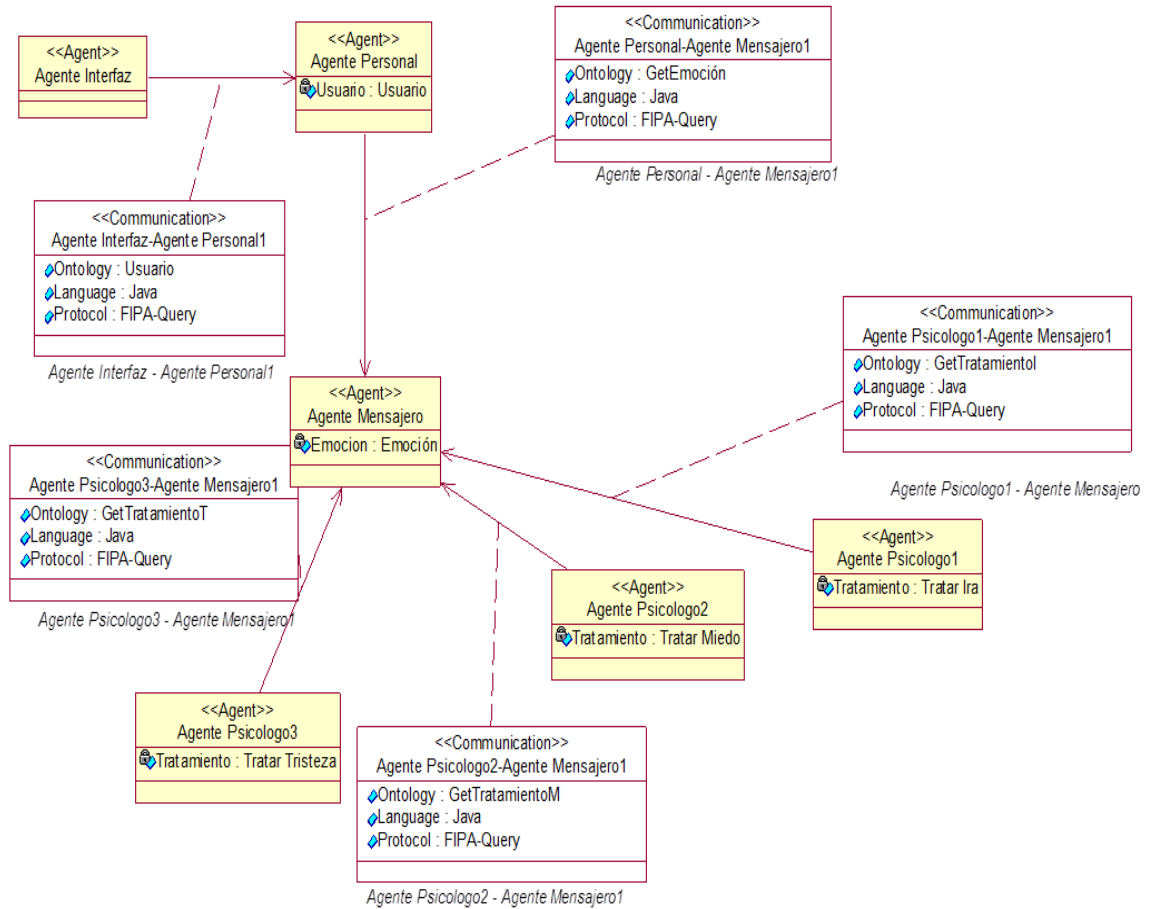 <<Agent>>
Agente Interfaz
<<Agent>>
Agente Personal
Usuario : Usuario
<<Communication>>
Agente Personal-Agente Mensajero1
Ontology : GetEmoción
Language : Java
Protocol : FIPA-Query
Agente Personal - Agente Mensajero1
<<Communication>>
Agente Interfaz-Agente Personal1
Ontology : Usuario
Language : Java
Protocol : FIPA-Query
Agente Interfaz - Agente Personal1
<<Communication>>
Agente Psicologo1-Agente Mensajero1
Ontology : GetTratamientoI
Language : Java
Protocol : FIPA-Query
Agente Psicologo1 - Agente Mensajero
<<Agent>>
Agente Mensajero
Emocion : Emoción
<<Communication>>
Agente Psicologo3-Agente Mensajero1
Ontology : GetTratamientoT
Language : Java
Protocol : FIPA-Query
Agente Psicologo3 - Agente Mensajero1
<<Agent>>
Agente Psicologo1
Tratamiento : Tratar Ira
<<Agent>>
Agente Psicologo2
Tratamiento : Tratar Miedo
<<Agent>>
Agente Psicologo3
Tratamiento : Tratar Tristeza
<<Communication>>
Agente Psicologo2-Agente Mensajero1
Ontology : GetTratamientoM
Language : Java
Protocol : FIPA-Query
Agente Psicologo2 - Agente Mensajero1